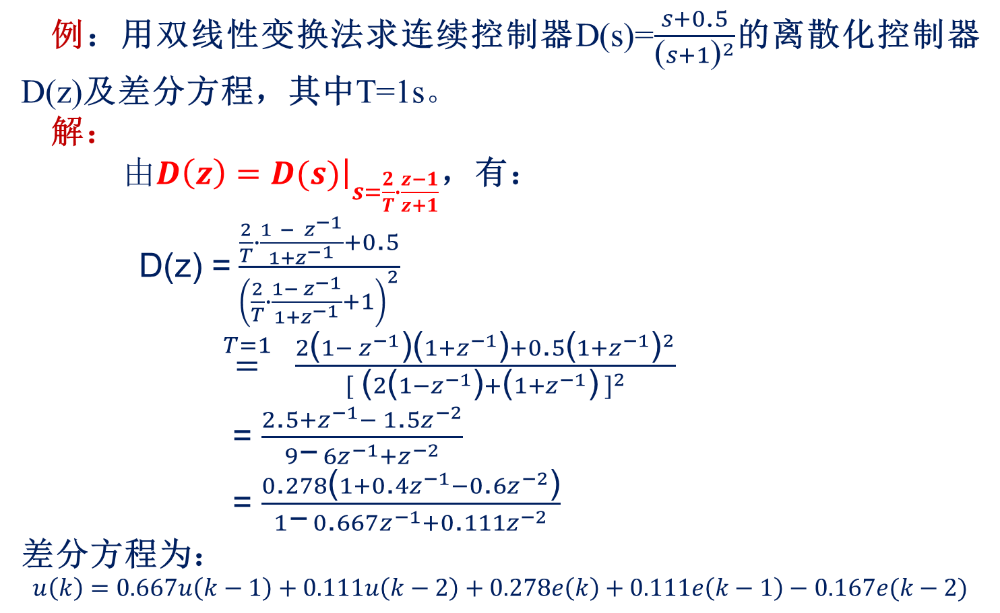 例：用双线性变换法求连续控制器D(s)=\frac{s+0.5}{(s+1)^2}的离散化控制器
D(z)及差分方程，其中T=1s。
解：
由D(z) = D(s)|_{s=\frac{2}{T}·\frac{z-1}{z+1}}，有：
D(z) = \frac{\frac{2}{T}·\frac{1 - z^{-1}}{1+z^{-1}}+0.5}{(\frac{2}{T}·\frac{1- z^{-1}}{1+z^{-1}}+1)^2}
\overset{T=1}{=} \frac{2(1- z^{-1})(1+z^{-1})+0.5(1+z^{-1})^2}{[ (2(1-z^{-1})+(1+z^{-1}) ]^2}
= \frac{2.5+z^{-1}- 1.5z^{-2}}{9- 6z^{-1}+z^{-2}}
= \frac{0.278(1+0.4z^{-1}-0.6z^{-2})}{1- 0.667z^{-1}+0.111z^{-2}}
差分方程为：
u(k) = 0.667u(k − 1) + 0.111u(k − 2) + 0.278e(k) + 0.111e(k − 1) − 0.167e(k − 2)